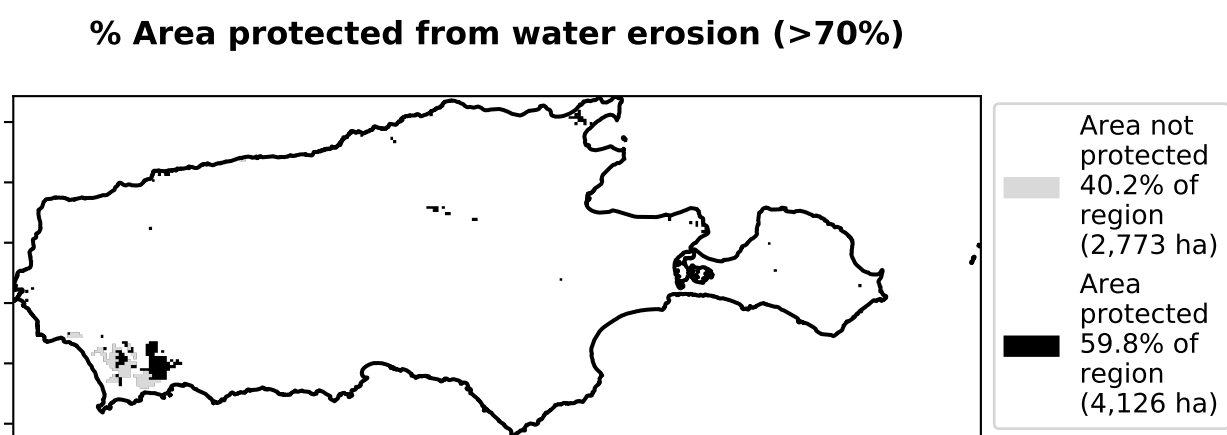 % Area protected from water erosion (>70%)
Area not
protected
40.2% of
region
(2,773 ha)
Area
protected
59.8% of
region
(4,126 ha)